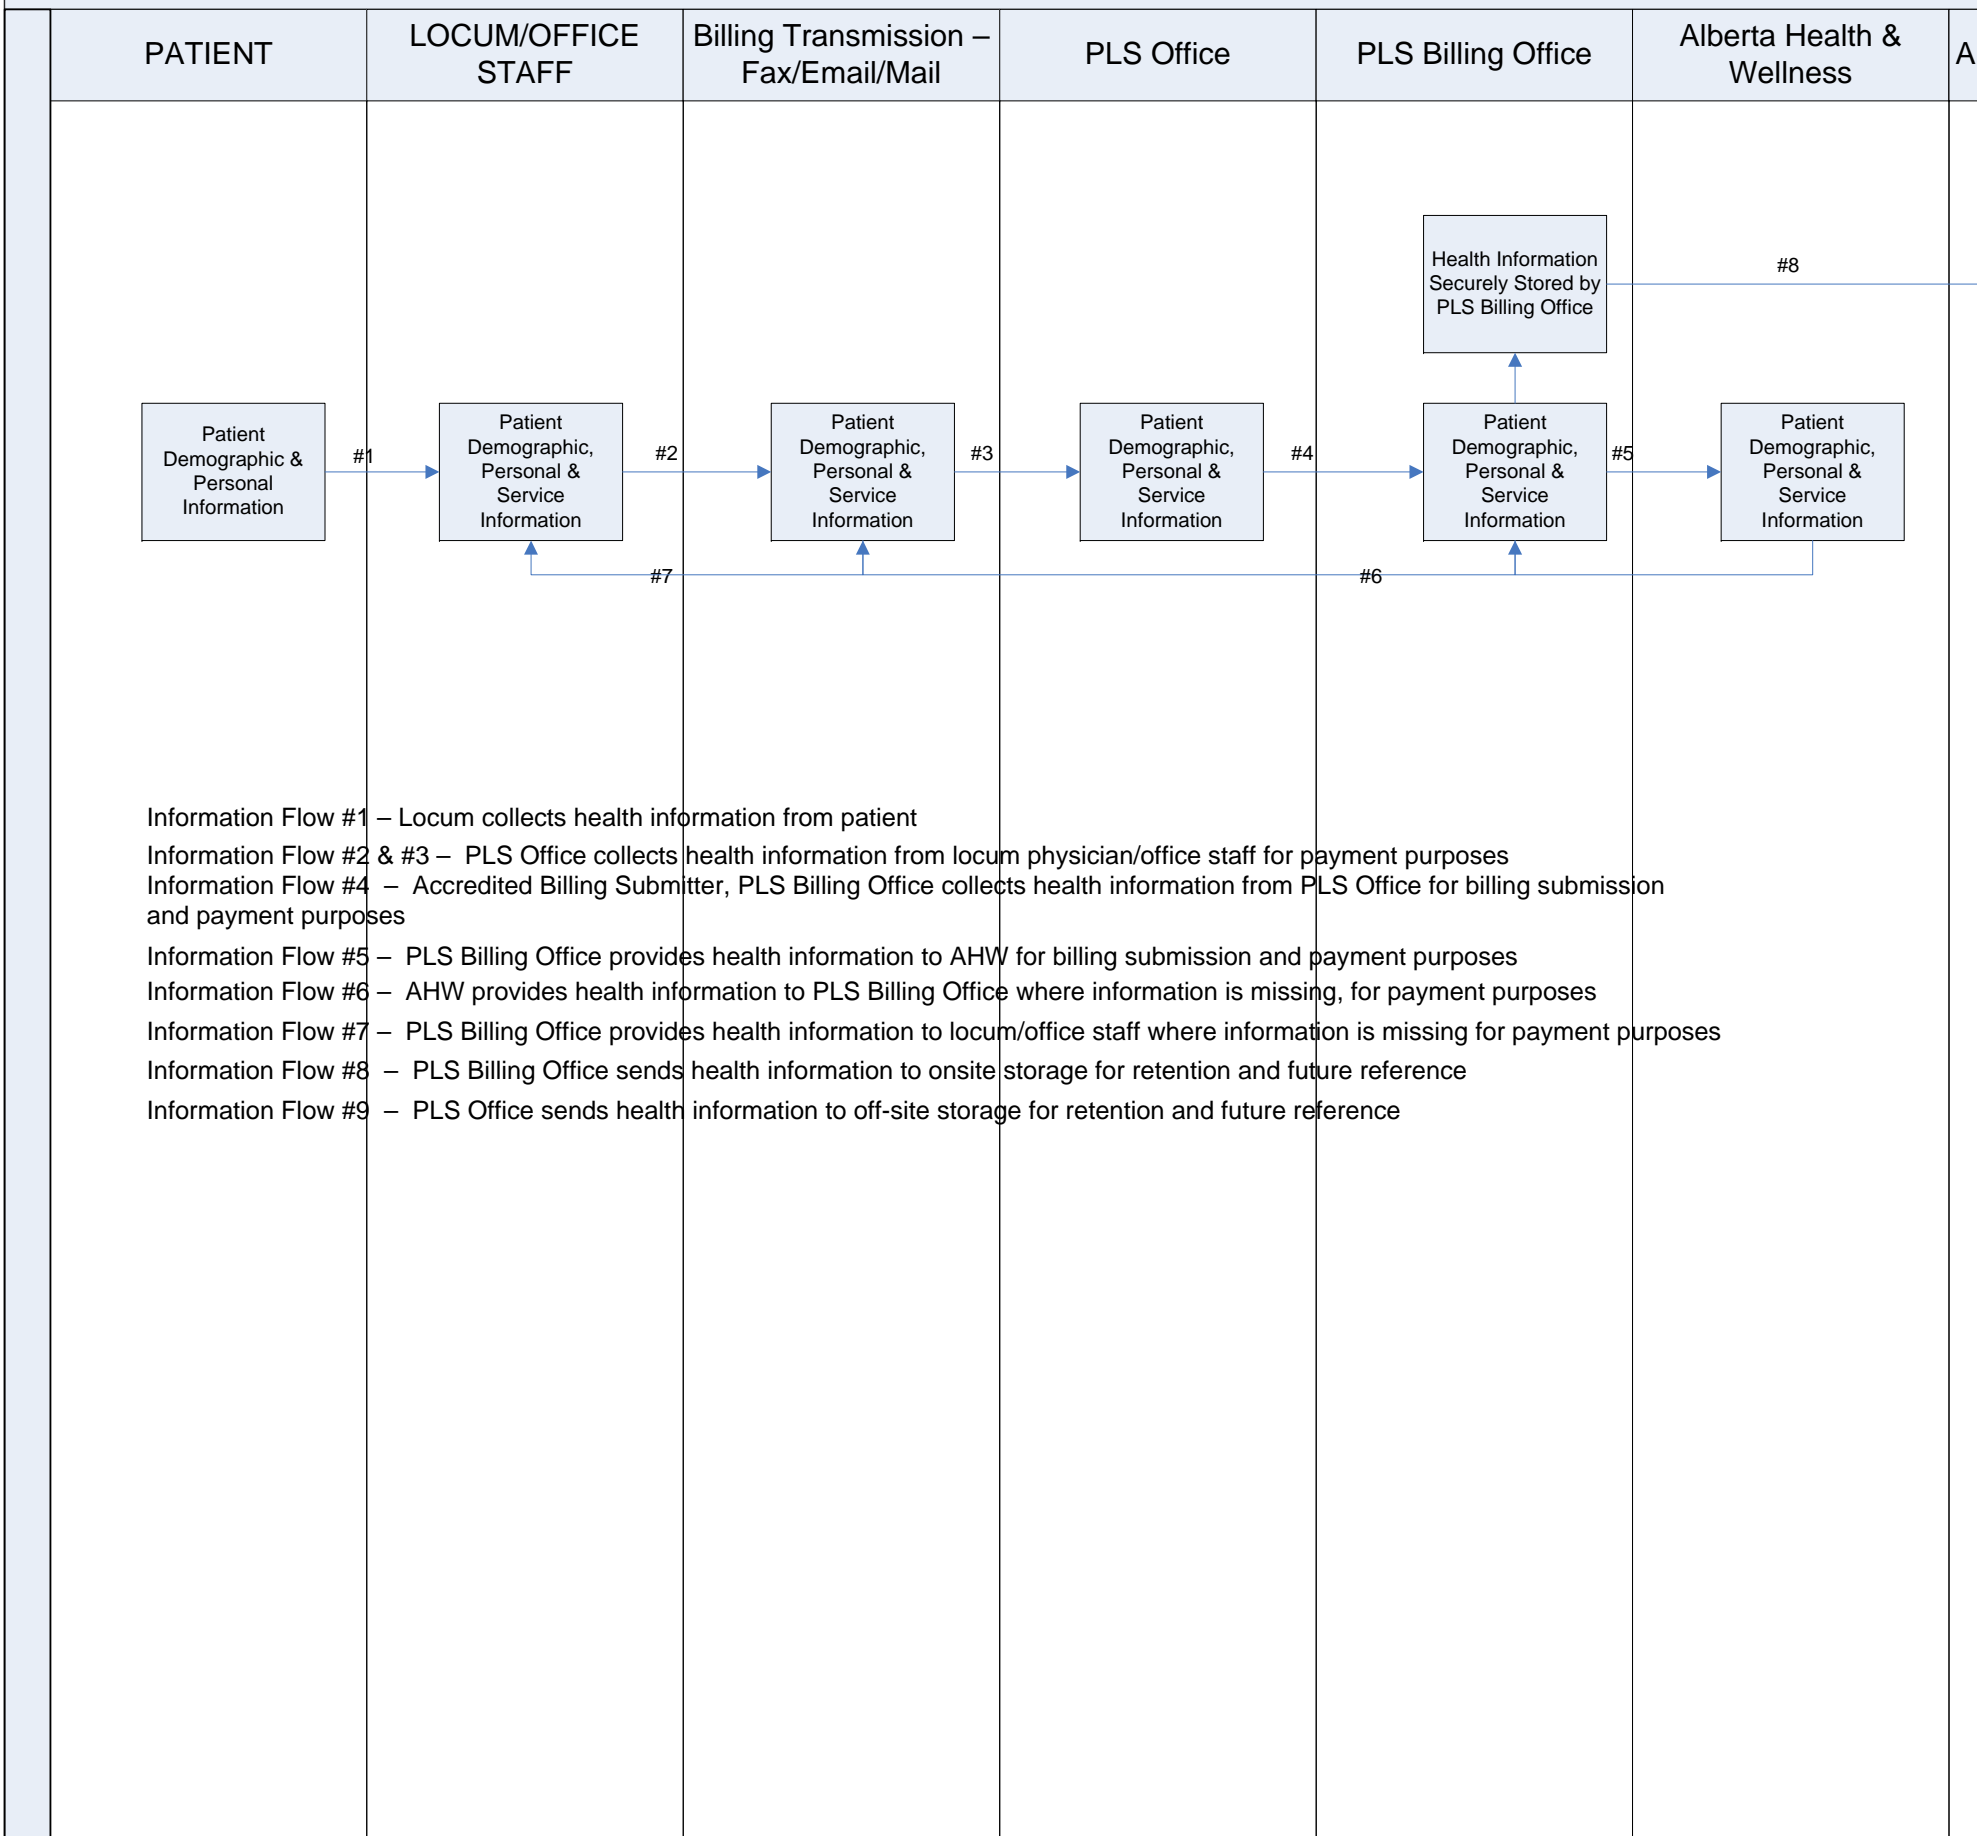 PATIENT
LOCUM/OFFICE
STAFF
Billing Transmission –
Fax/Email/Mail
PLS Office
PLS Billing Office
Alberta Health &
Wellness
A
Health Information
Securely Stored by
PLS Billing Office
#8
Patient
Demographic &
Personal
Information
#1
Patient
Demographic,
Personal &
Service
Information
#2
Patient
Demographic,
Personal &
Service
Information
#3
Patient
Demographic,
Personal &
Service
Information
#4
Patient
Demographic,
Personal &
Service
Information
#5
Patient
Demographic,
Personal &
Service
Information
#7
#6
Information Flow #1 – Locum collects health information from patient
Information Flow #2 & #3 – PLS Office collects health information from locum physician/office staff for payment purposes
Information Flow #4 – Accredited Billing Submitter, PLS Billing Office collects health information from PLS Office for billing submission
and payment purposes
Information Flow #5 – PLS Billing Office provides health information to AHW for billing submission and payment purposes
Information Flow #6 – AHW provides health information to PLS Billing Office where information is missing, for payment purposes
Information Flow #7 – PLS Billing Office provides health information to locum/office staff where information is missing for payment purposes
Information Flow #8 – PLS Billing Office sends health information to onsite storage for retention and future reference
Information Flow #9 – PLS Office sends health information to off-site storage for retention and future reference